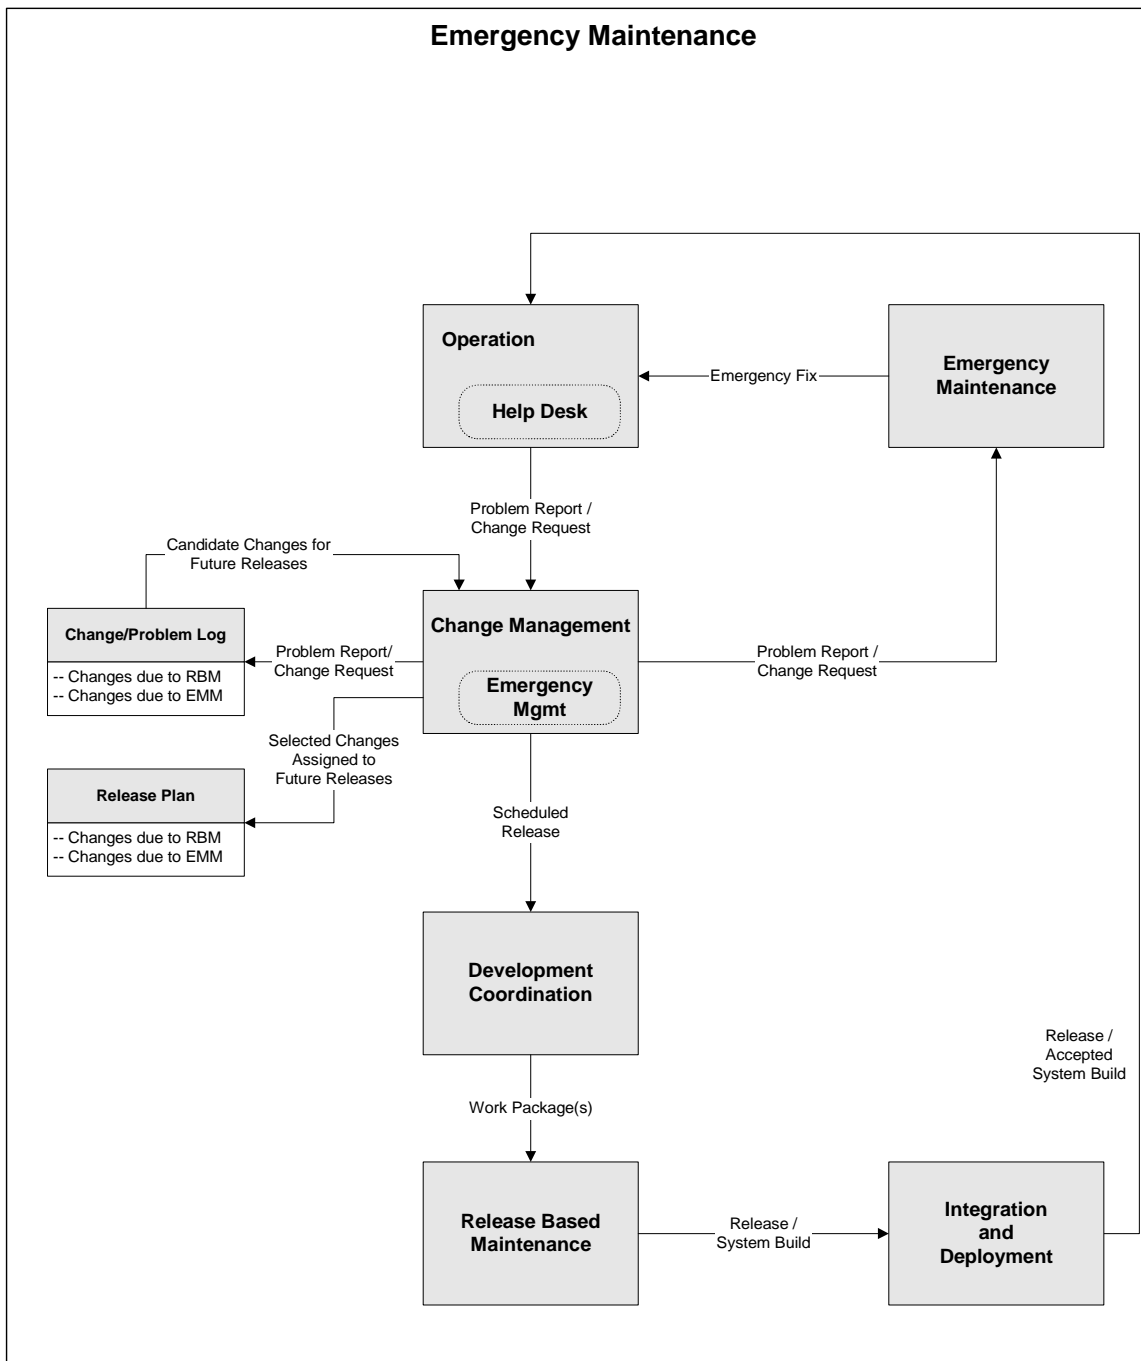 Emergency Maintenance
Operation
Help Desk
Emergency Fix
Emergency
Maintenance
Problem Report /
Change Request
Candidate Changes for
Future Releases
Change/Problem Log
-- Changes due to RBM
-- Changes due to EMM
Problem Report/
Change Request
Change Management
Emergency
Mgmt
Problem Report /
Change Request
Selected Changes
Assigned to
Future Releases
Release Plan
-- Changes due to RBM
-- Changes due to EMM
Scheduled
Release
Development
Coordination
Release /
Accepted
System Build
Work Package(s)
Release Based
Maintenance
Release /
System Build
Integration
and
Deployment